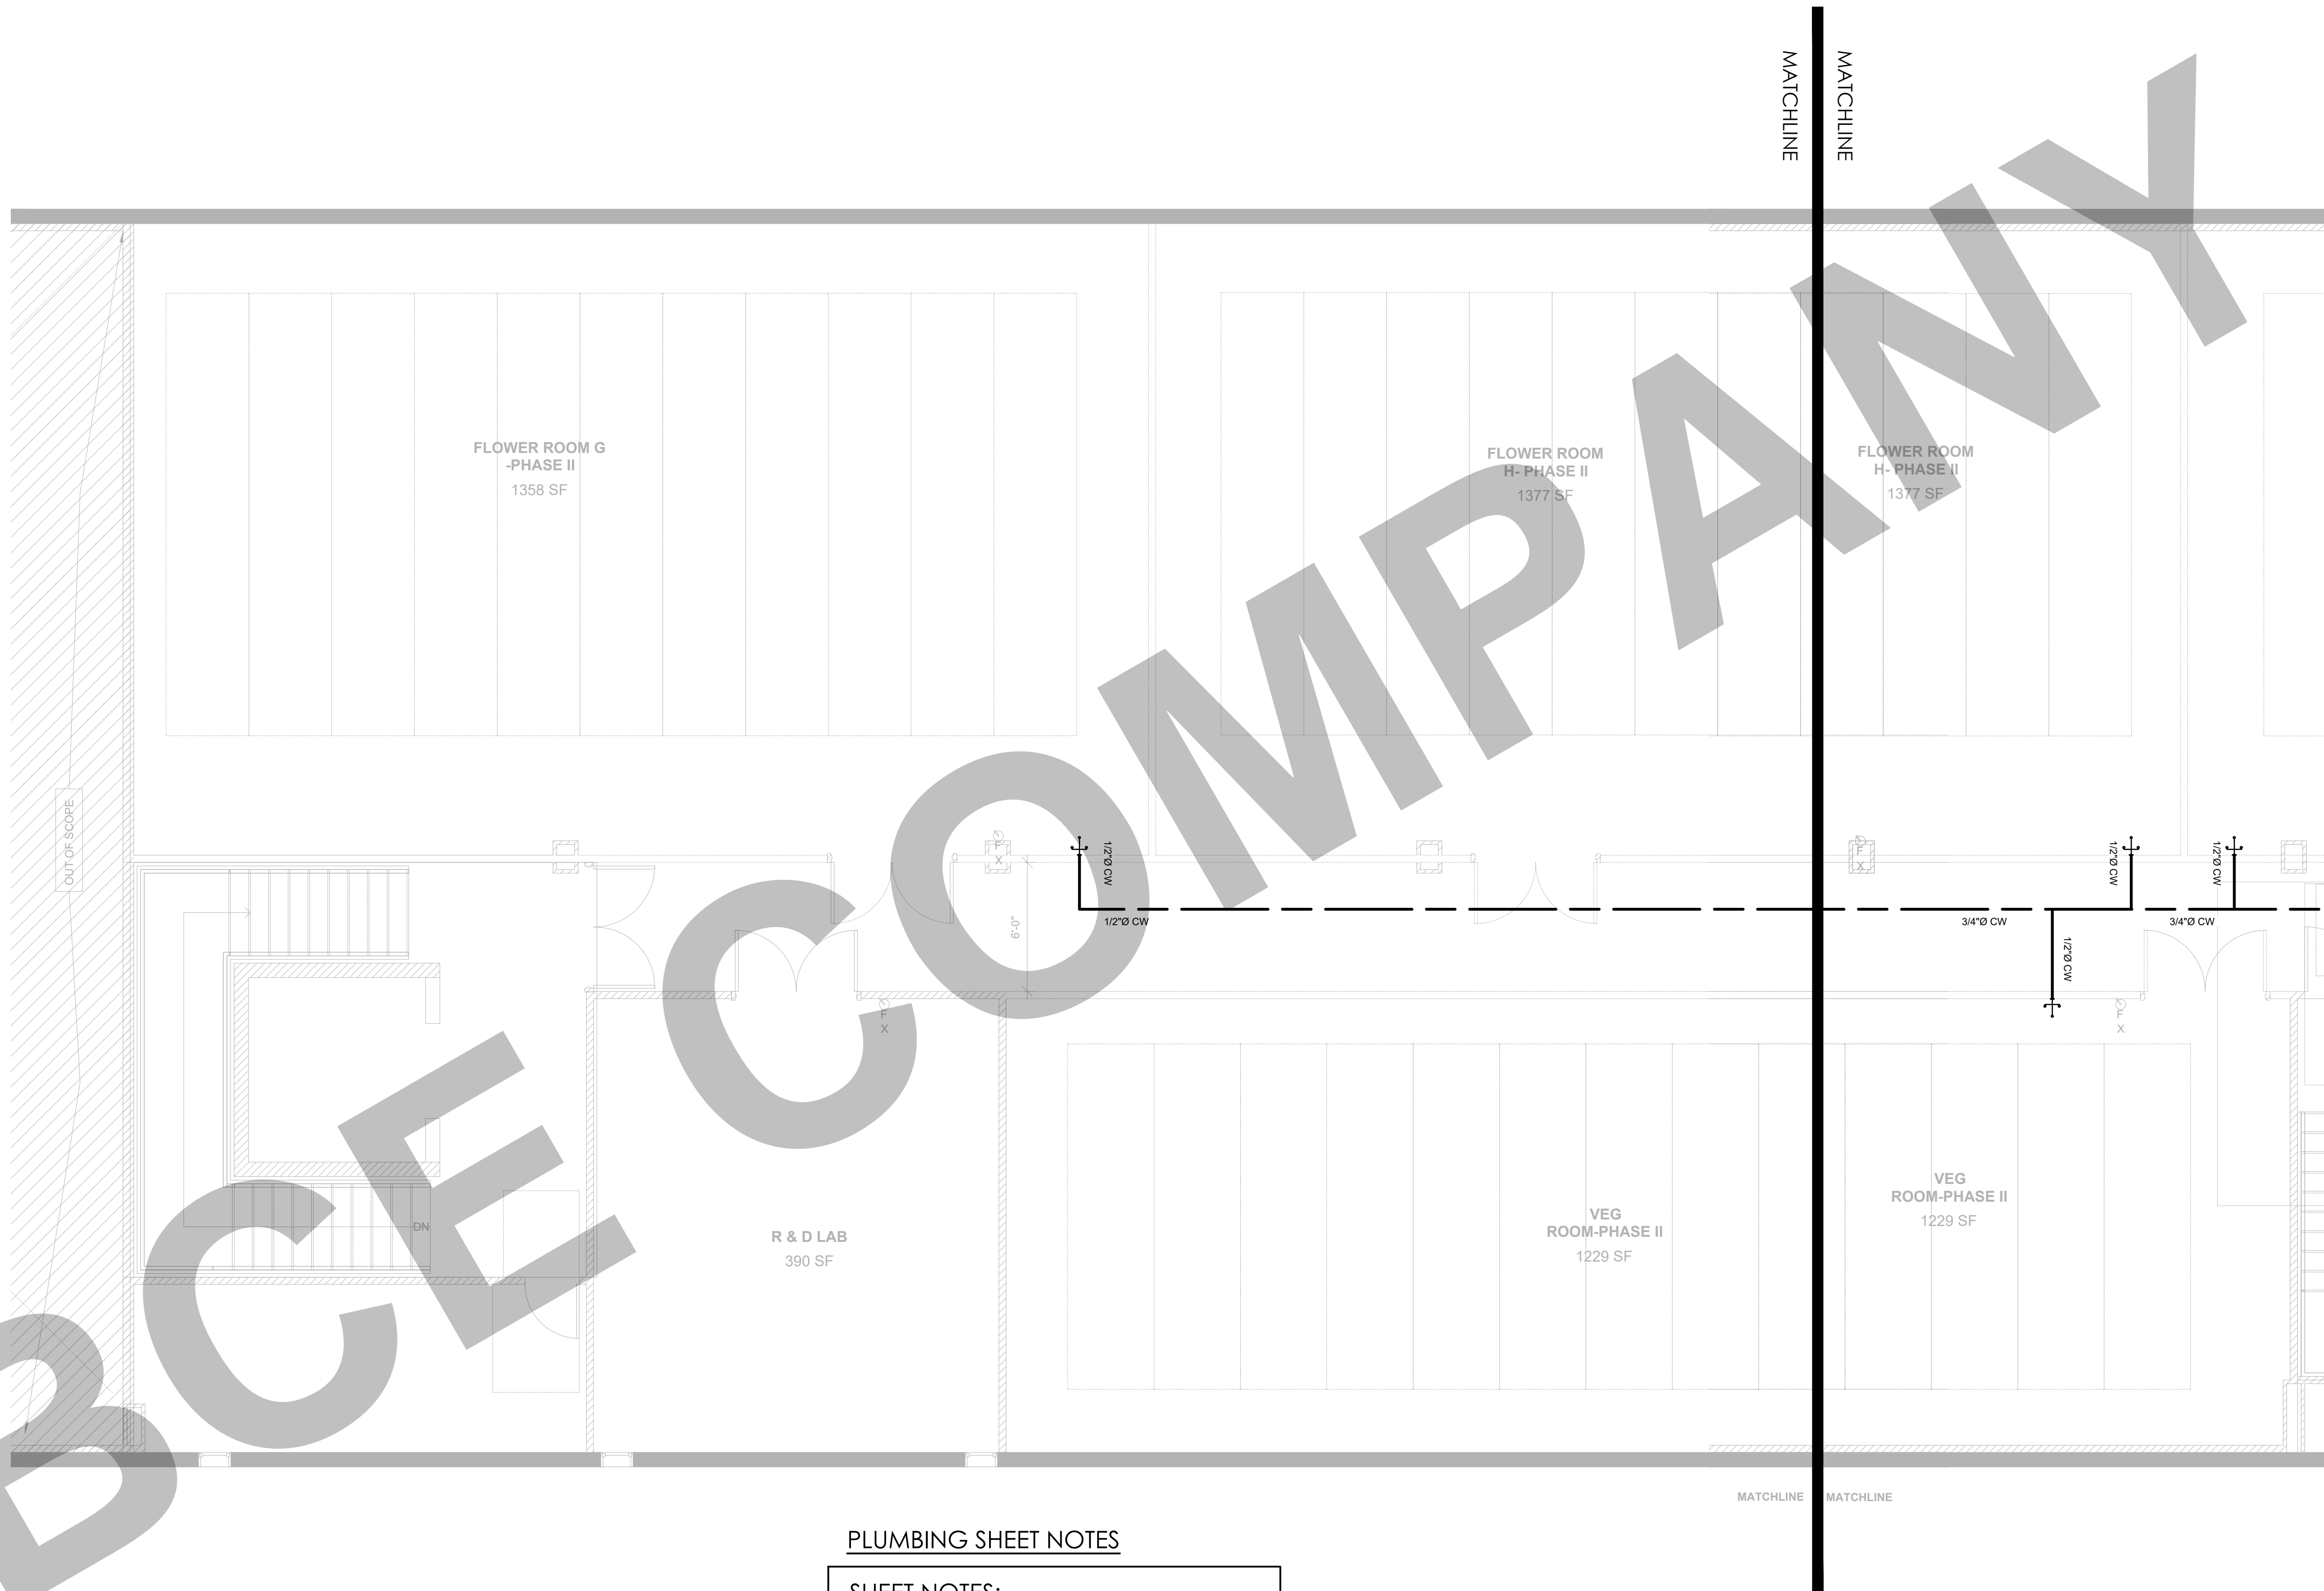 MATCHLINE
MATCHLINE
FLOWER ROOM G
-PHASE II
1358 SF
FLOWER ROOM
H- PHASE II
1377 SF
FLOWER ROOM
H- PHASE II
1377 SF
OUT OF SCOPE
F
X
1/2"Ø CW
F
X
1/2"Ø CW
1/2"Ø CW
1/2"Ø CW
6'-0"
3/4"Ø CW
3/4"Ø CW
1/2"Ø CW
F
X
F
X
DN
R & D LAB
390 SF
VEG
ROOM-PHASE II
1229 SF
VEG
ROOM-PHASE II
1229 SF
MATCHLINE
MATCHLINE
PLUMBING SHEET NOTES
SHEET NOTES:
BCE COMPANY